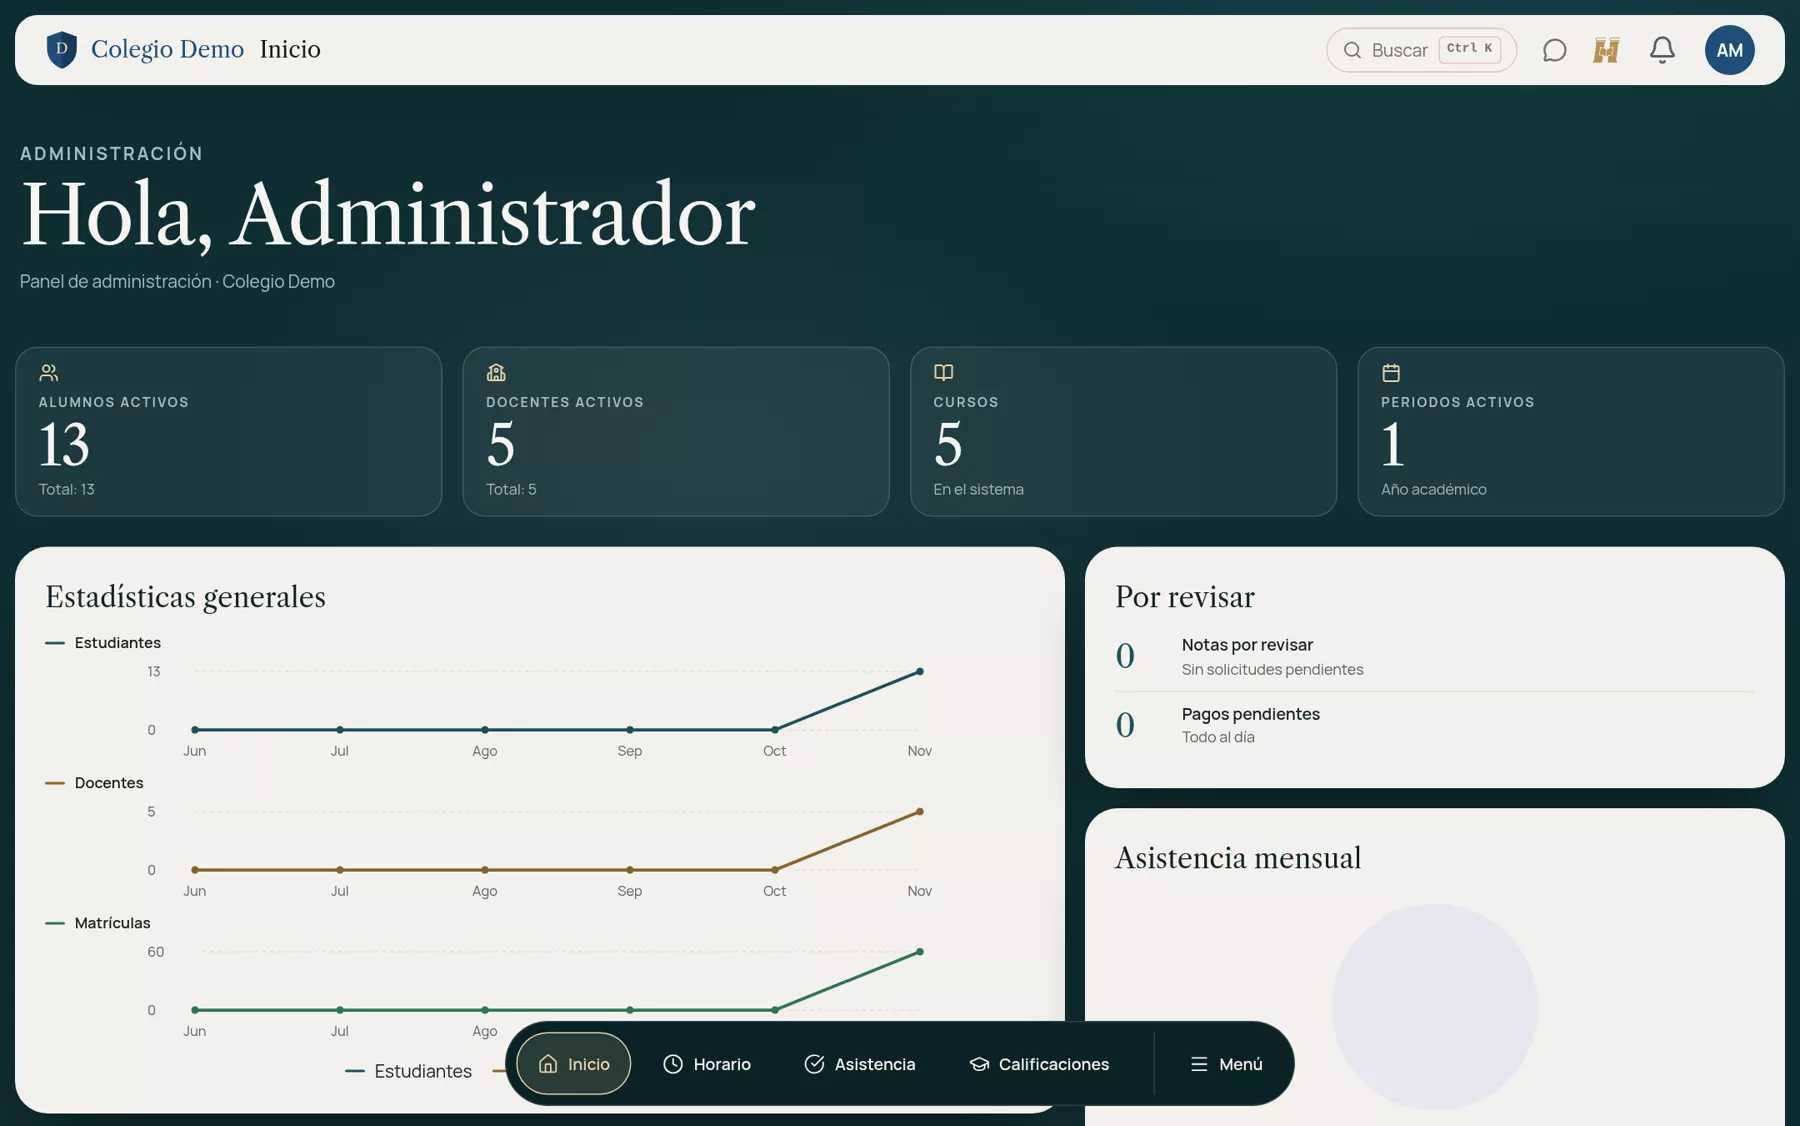 D
Colegio Demo Inicio
Buscar Ctrl K
AM
ADMINISTRACIÓN
Hola, Administrador
Panel de administración · Colegio Demo
ALUMNOS ACTIVOS
13
Total: 13
DOCENTES ACTIVOS
5
Total: 5
CURSOS
5
En el sistema
PERIODOS ACTIVOS
1
Año académico
Estadísticas generales
Estudiantes
13
0
Jun Jul Ago Sep Oct Nov
Docentes
5
0
Jun Jul Ago Sep Oct Nov
Matrículas
60
0
Jun Jul Ago
Estudiantes
Por revisar
0 Notas por revisar
Sin solicitudes pendientes
0 Pagos pendientes
Todo al día
Asistencia mensual
Inicio Horario Asistencia Calificaciones Menú